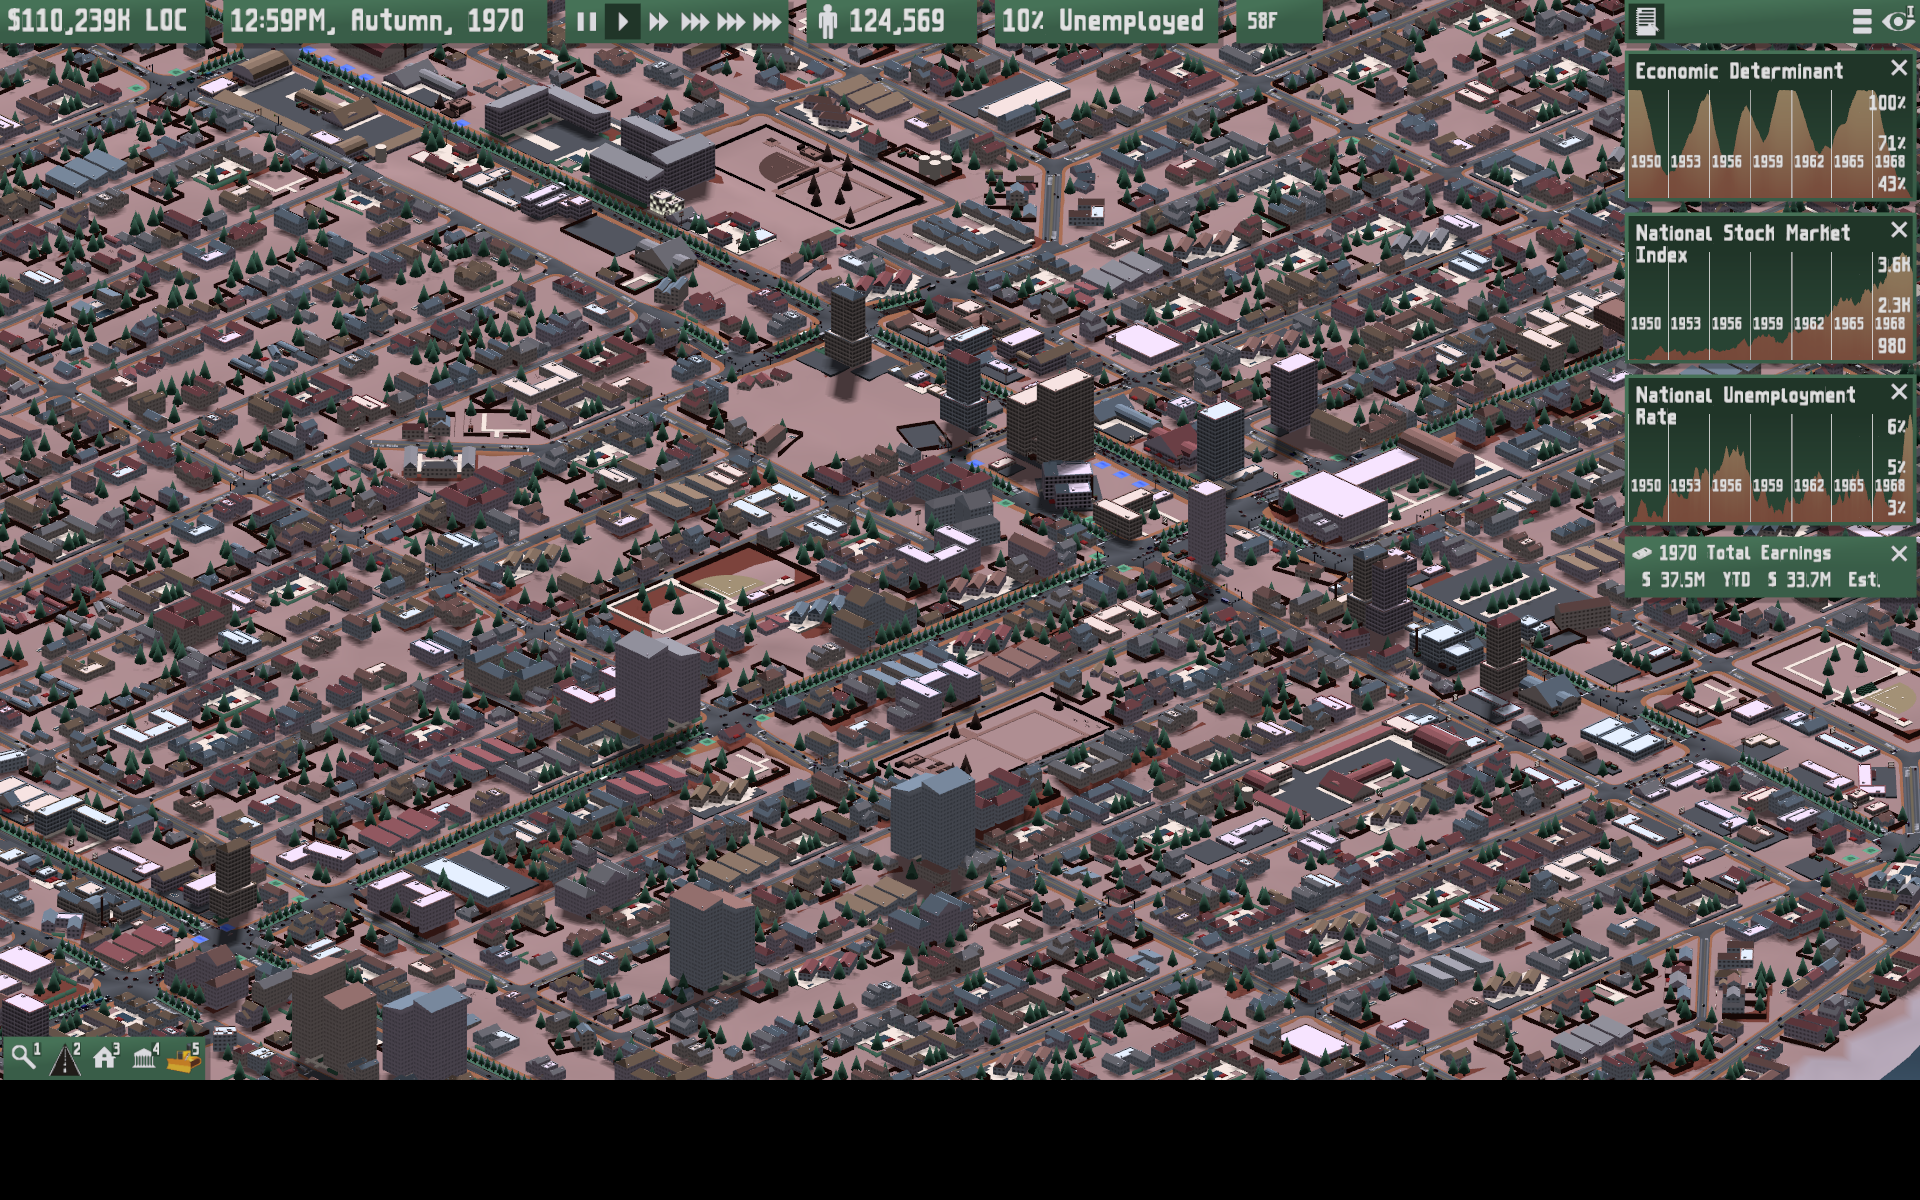 $110,239K LOC
12:59PM, Autumn, 1970
124,569
10% Unemployed
58F
I
Economic Determinant
100%
71%
1950 1953 1956 1959 1962 1965 1968
43%
National Stock Market
Index
3.6K
2.3K
1950 1953 1956 1959 1962 1965 1968
980
National Unemployment
Rate
6%
5%
1950 1953 1956 1959 1962 1965 1968
3%
1970 Total Earnings
$ 37.5M YTD $ 33.7M Est.
1 2 3 4 5